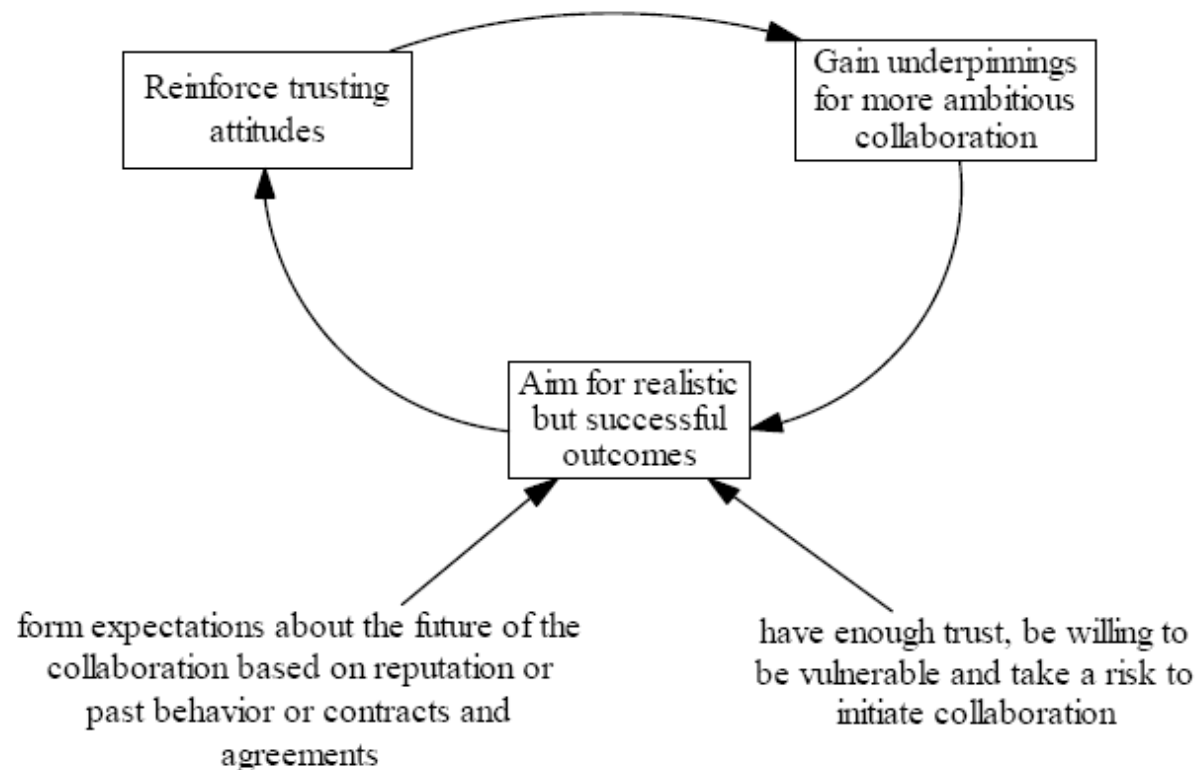 Reinforce trusting
attitudes
Gain underpinnings
for more ambitious
collaboration
Aim for realistic
but successful
outcomes
form expectations about the future of the
collaboration based on reputation or
past behavior or contracts and
agreements
have enough trust, be willing to
be vulnerable and take a risk to
initiate collaboration